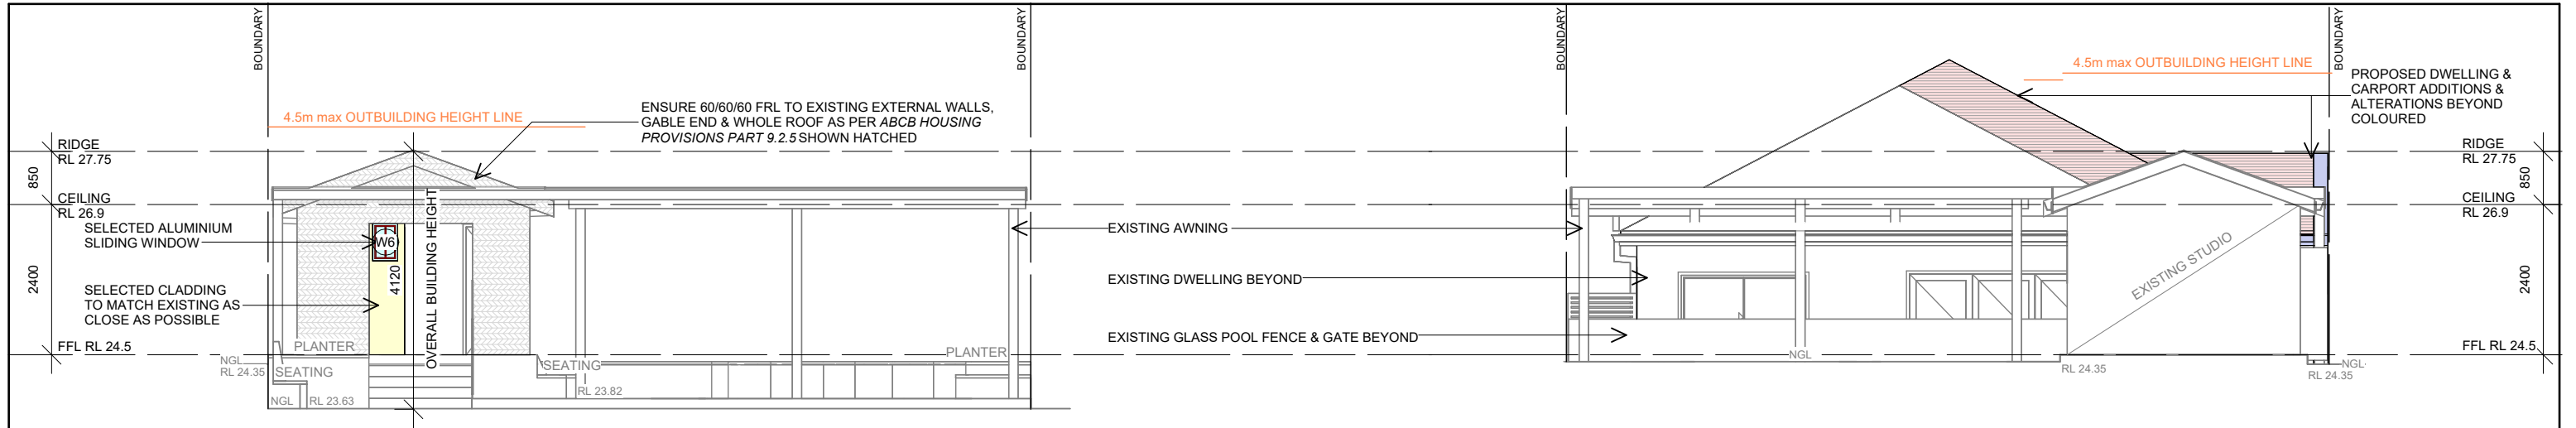 BOUNDARY
BOUNDARY
BOUNDARY
BOUNDARY
4.5m max OUTBUILDING HEIGHT LINE
ENSURE 60/60/60 FRL TO EXISTING EXTERNAL WALLS,
GABLE END & WHOLE ROOF AS PER ABCB HOUSING
PROVISIONS PART 9.2.5 SHOWN HATCHED
RIDGE
RL 27.75
850
CEILING
RL 26.9
SELECTED ALUMINIUM
SLIDING WINDOW
W6
2400
4120
OVERALL BUILDING HEIGHT
SELECTED CLADDING
TO MATCH EXISTING AS
CLOSE AS POSSIBLE
FFL RL 24.5
PLANTER
NGL
RL 24.35
SEATING
NGL
RL 23.63
SEATING
RL 23.82
PLANTER
EXISTING AWNING
EXISTING DWELLING BEYOND
EXISTING GLASS POOL FENCE & GATE BEYOND
4.5m max OUTBUILDING HEIGHT LINE
PROPOSED DWELLING &
CARPORT ADDITIONS &
ALTERATIONS BEYOND
COLOURED
RIDGE
RL 27.75
850
CEILING
RL 26.9
EXISTING STUDIO
2400
FFL RL 24.5
NGL
RL 24.35
NGL
RL 24.35